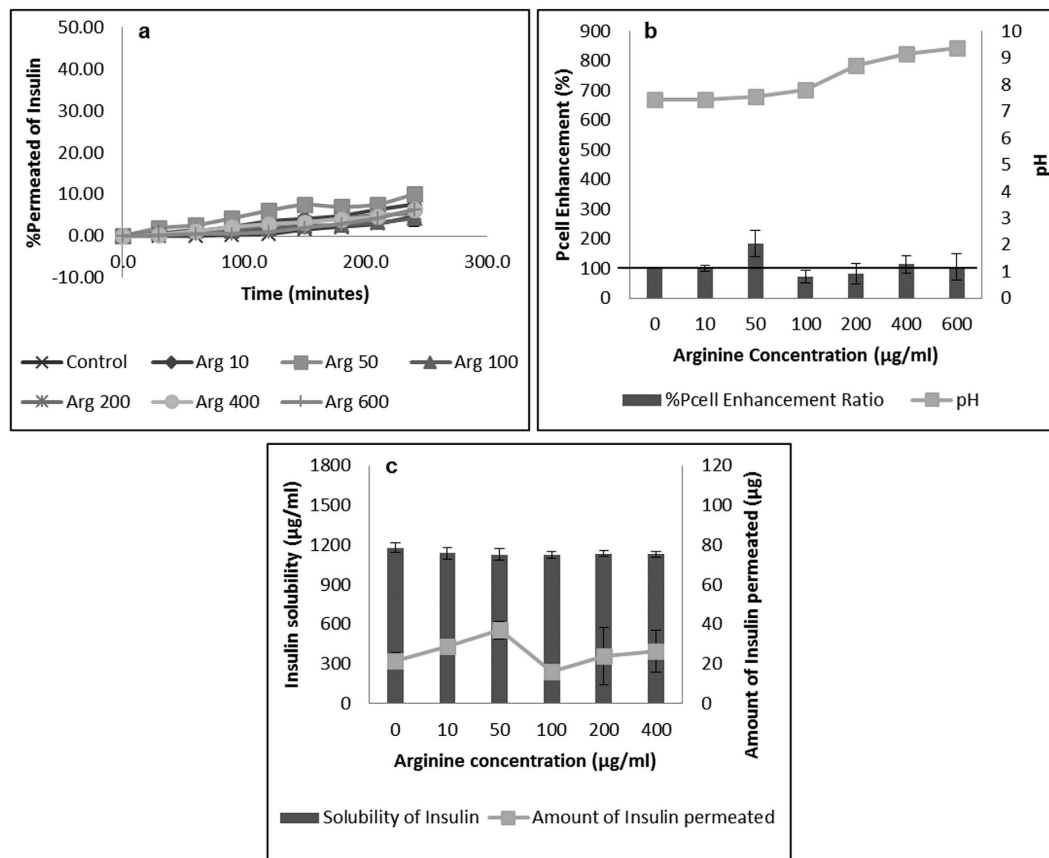 a
50.00
40.00
30.00
20.00
10.00
0.00
-10.00
0.0 100.0 200.0 300.0
%Permeated of Insulin
Time (minutes)
Control Arg 10 Arg 50 Arg 100
Arg 200 Arg 400 Arg 600
b
900
800
700
600
500
400
300
200
100
0
Pcell Enhancement (%)
10
9
8
7
6
5
4
3
2
1
0
pH
0 10 50 100 200 400 600
Arginine Concentration (µg/ml)
%Pcell Enhancement Ratio pH
c
1800
1500
1200
900
600
300
0
Insulin solubility (µg/ml)
120
100
80
60
40
20
0
Amount of Insulin permeated (µg)
0 10 50 100 200 400
Arginine concentration (µg/ml)
Solubility of Insulin Amount of Insulin permeated